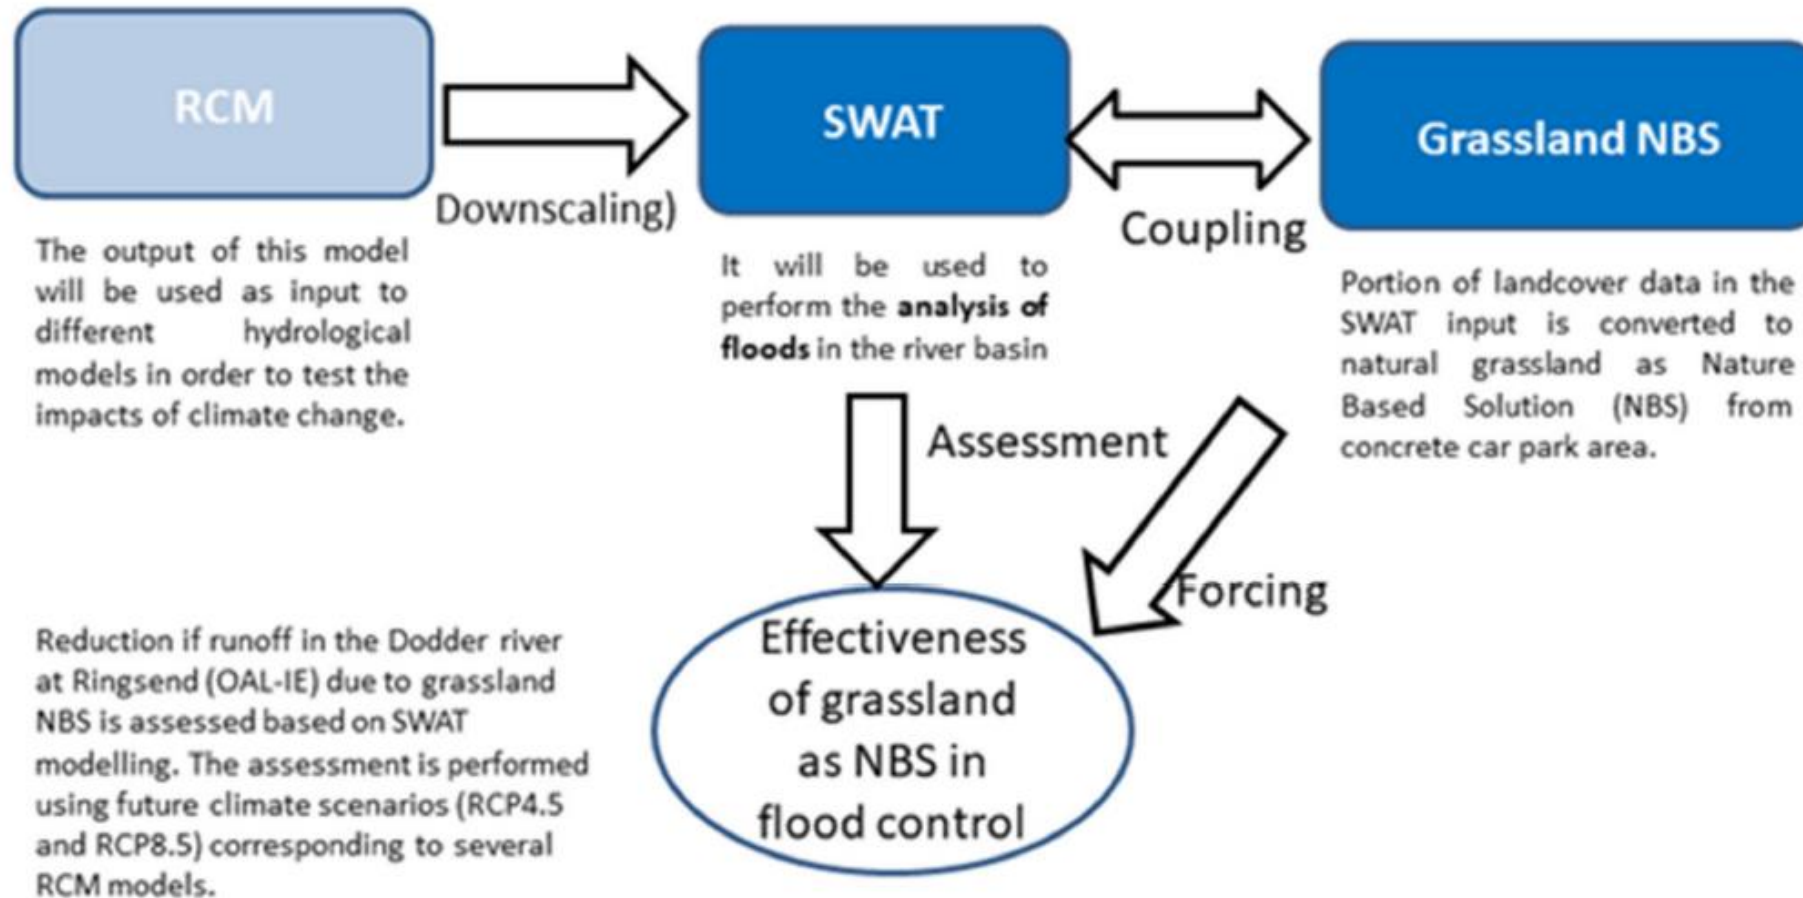 RCM
Downscaling)
SWAT
Coupling
Grassland NBS
The output of this model
will be used as input to
different hydrological
models in order to test the
impacts of climate change.
It will be used to
perform the analysis of
floods in the river basin
Portion of landcover data in the
SWAT input is converted to
natural grassland as Nature
Based Solution (NBS) from
concrete car park area.
Assessment
Forcing
Effectiveness
of grassland
as NBS in
flood control
Reduction if runoff in the Dodder river
at Ringsend (OAL-IE) due to grassland
NBS is assessed based on SWAT
modelling. The assessment is performed
using future climate scenarios (RCP4.5
and RCP8.5) corresponding to several
RCM models.